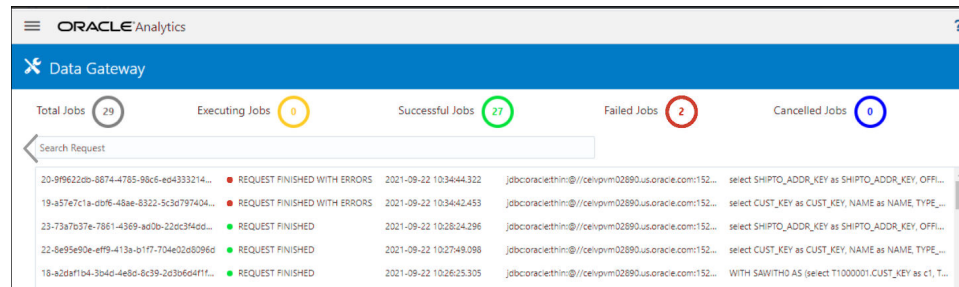 ORACLE Analytics
?
Data Gateway
Total Jobs 29 Executing Jobs 0 Successful Jobs 27 Failed Jobs 2 Cancelled Jobs 0
Search Request
20-9f9622db-8874-4785-98c6-ed4333214... REQUEST FINISHED WITH ERRORS 2021-09-22 10:34:44.322 jdbc:oracle:thin:@//celvpvm02890.us.oracle.com:152... select SHIPTO_ADDR_KEY as SHIPTO_ADDR_KEY, OFFI...
19-a57e7c1a-dbf6-48ae-8322-5c3d797404... REQUEST FINISHED WITH ERRORS 2021-09-22 10:34:42.453 jdbc:oracle:thin:@//celvpvm02890.us.oracle.com:152... select CUST_KEY as CUST_KEY, NAME as NAME, TYPE_...
23-73a7b37e-7861-4369-ad0b-22dc3f4dd... REQUEST FINISHED 2021-09-22 10:28:24.296 jdbc:oracle:thin:@//celvpvm02890.us.oracle.com:152... select SHIPTO_ADDR_KEY as SHIPTO_ADDR_KEY, OFFI...
22-8e95e90e-eff9-413a-b1f7-704e02d8096d REQUEST FINISHED 2021-09-22 10:27:49.098 jdbc:oracle:thin:@//celvpvm02890.us.oracle.com:152... select CUST_KEY as CUST_KEY, NAME as NAME, TYPE_...
18-a2daf1b4-3b4d-4e8d-8c39-2d3b6d4f1f... REQUEST FINISHED 2021-09-22 10:26:25.305 jdbc:oracle:thin:@//celvpvm02890.us.oracle.com:152... WITH SAWITH0 AS (select T1000001.CUST_KEY as c1, T...